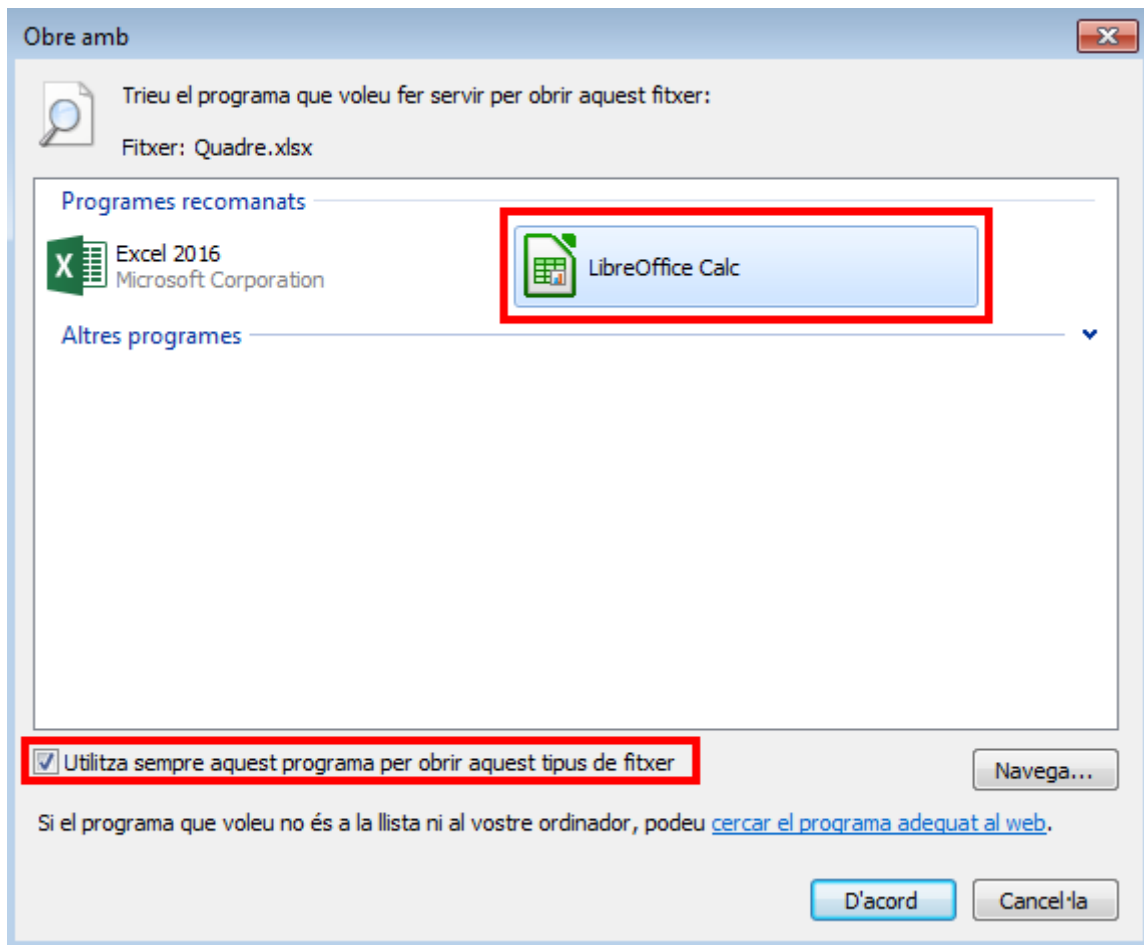 Obre amb
Trieu el programa que voleu fer servir per obrir aquest fitxer:
Fitxer: Quadre.xlsx
Programes recomanats
Excel 2016
Microsoft Corporation
LibreOffice Calc
Altres programes
Utilitza sempre aquest programa per obrir aquest tipus de fitxer
Navega...
Si el programa que voleu no és a la llista ni al vostre ordinador, podeu cercar el programa adequat al web.
D'acord
Cancel·la